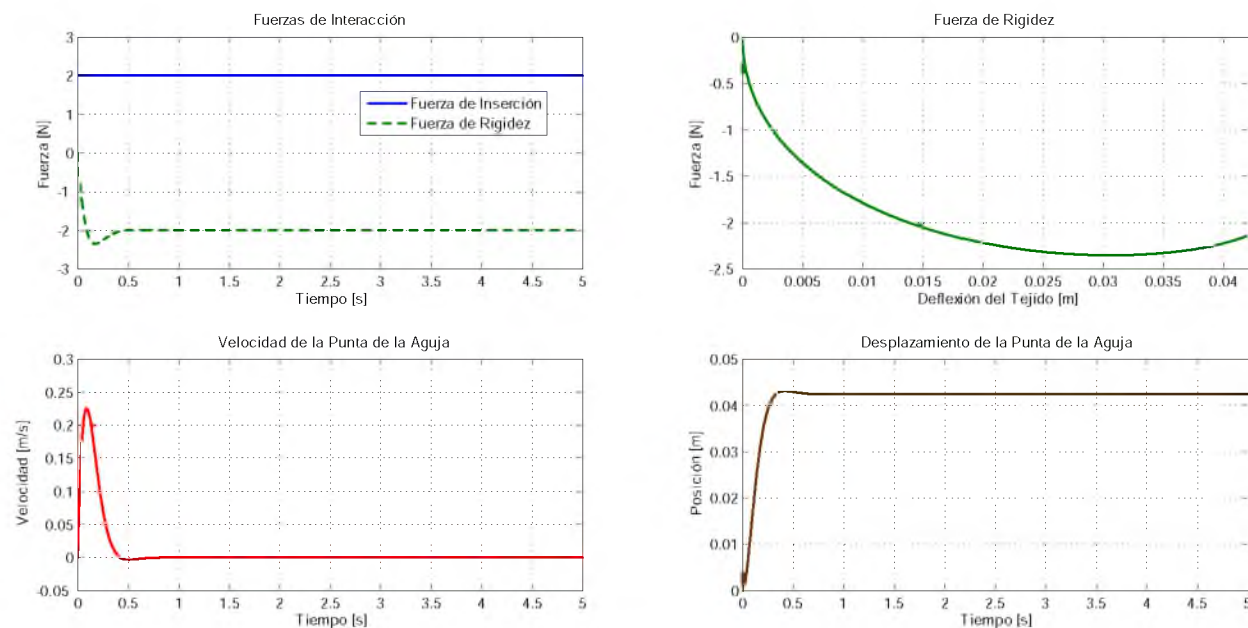 Fuerzas de Interacción
3
2
1
0
-1
-2
-3
Fuerza [N]
Fuerza de Inserción
Fuerza de Rigidez
0 0.5 1 1.5 2 2.5 3 3.5 4 4.5 5
Tiempo [s]
Fuerza de Rigidez
0
-0.5
-1
-1.5
-2
-2.5
Fuerza [N]
0 0.005 0.01 0.015 0.02 0.025 0.03 0.035 0.04
Deflexión del Tejído [m]
Velocidad de la Punta de la Aguja
0.3
0.25
0.2
0.15
0.1
0.05
0
-0.05
Velocidad [m/s]
0 0.5 1 1.5 2 2.5 3 3.5 4 4.5 5
Tiempo [s]
Desplazamiento de la Punta de la Aguja
0.05
0.04
0.03
0.02
0.01
0
Posición [m]
0 0.5 1 1.5 2 2.5 3 3.5 4 4.5 5
Tiempo [s]